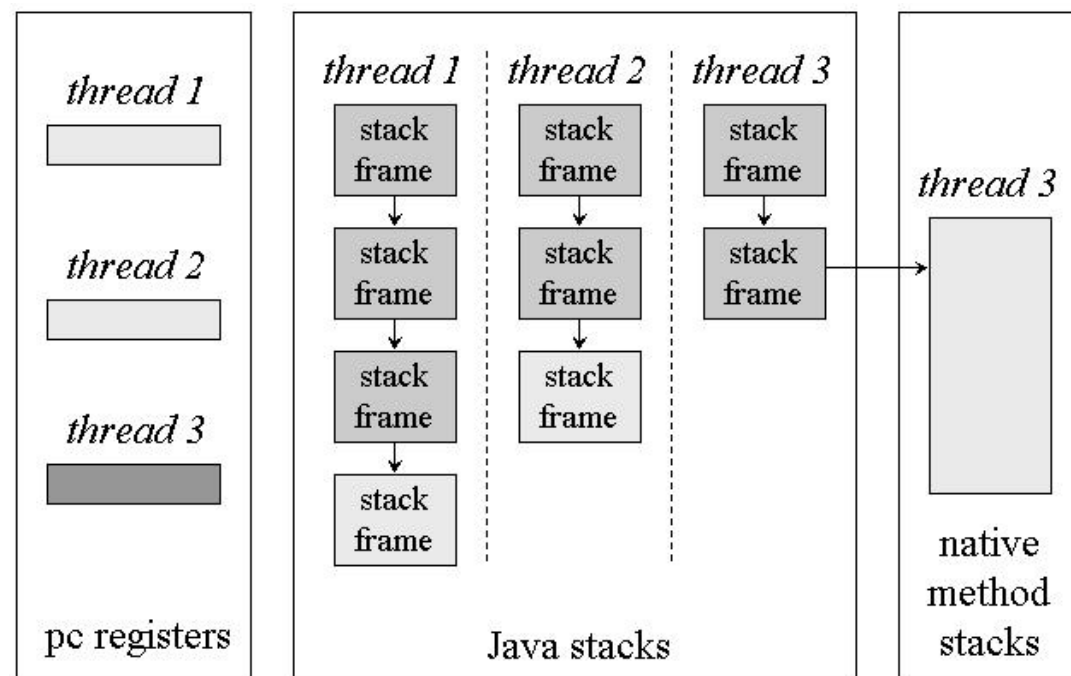 thread 1
thread 2
thread 3
pc registers
thread 1
stack
frame
stack
frame
stack
frame
stack
frame
thread 2
stack
frame
stack
frame
stack
frame
thread 3
stack
frame
stack
frame
Java stacks
thread 3
native
method
stacks